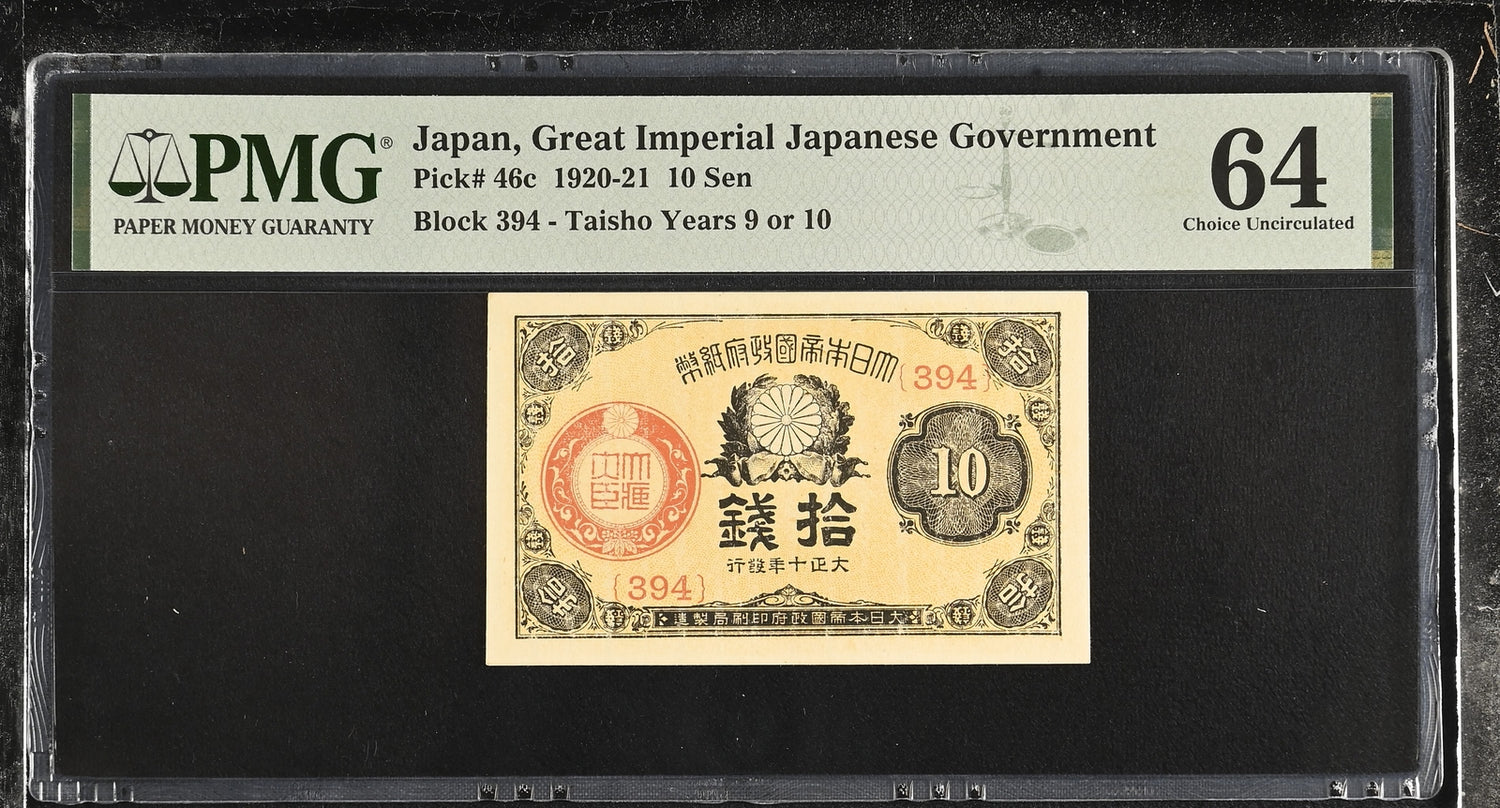 PMG®
PAPER MONEY GUARANTY
Japan, Great Imperial Japanese Government
Pick# 46c 1920-21 10 Sen
Block 394 - Taisho Years 9 or 10
64
Choice Uncirculated
幣紙府政國帝本日大
{394}
拾
拾
大藏
大臣
10
錢拾
行發年十正大
{394}
造製局刷印府政國帝本日大
拾